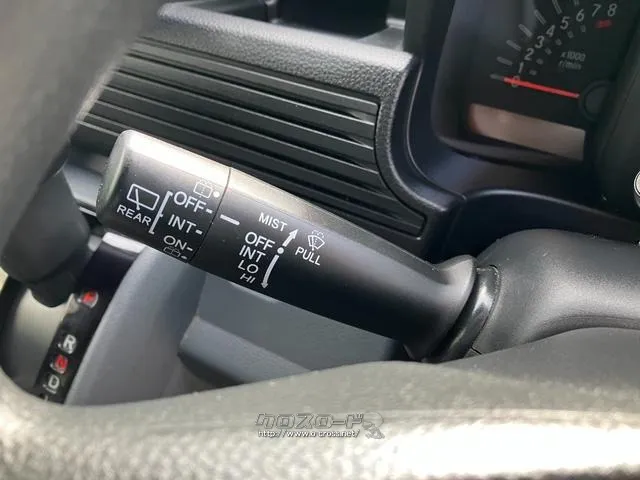 5 6 7 8
4
3
2
1
0
x1000
r/min
OFF
INT
ON
REAR
MIST
OFF
INT
LO
HI
PULL
R
D
クロスロード
http://www.o-cross.net/